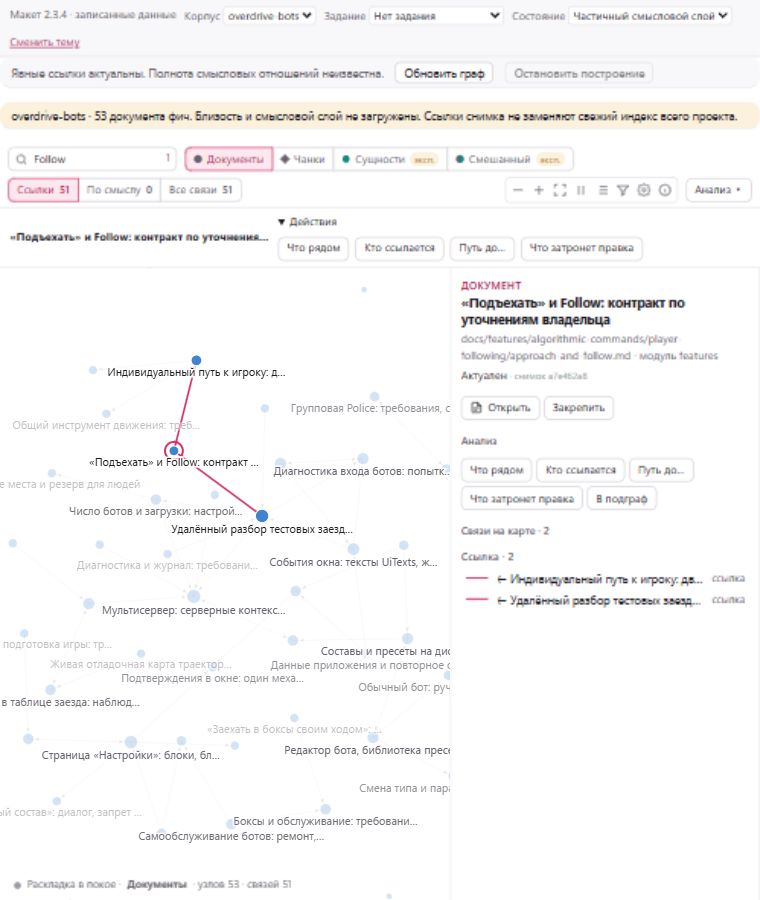 Макет 2.3.4 · записанные данные Корпус overdrive-bots Задание Нет задания Состояние Частичный смысловой слой
Сменить тему
Явные ссылки актуальны. Полнота смысловых отношений неизвестна. Обновить граф Остановить построение
overdrive-bots · 53 документа фич. Близость и смысловой слой не загружены. Ссылки снимка не заменяют свежий индекс всего проекта.
Follow 1 Документы Чанки Сущности эксп. Смешанный эксп.
Ссылки 51 По смыслу 0 Все связи 51 Анализ
«Подъехать» и Follow: контракт по уточнения...
▼ Действия
Что рядом Кто ссылается Путь до... Что затронет правка
Индивидуальный путь к игроку: д...
Групповая Police: требования, с
Общий инструмент движения: треб...
«Подъехать» и Follow: контракт ...
Диагностика входа ботов: попытк...
е места и резерв для людей
Число ботов и загрузки: настрой...
Удалённый разбор тестовых заезд...
Диагностика и журнал: требовани...
События окна: тексты UiTexts, ж...
Мультисервер: серверные контекс...
подготовка игры: тр...
Составы и пресеты на дис
Живая отладочная карта траектор...
Данные приложения и повторное с
Подтверждения в окне: один меха...
Обычный бот: руч
в таблице заезда: наблюд...
«Заехать в боксы своим ходом»:...
Страница «Настройки»: блоки, бл...
Редактор бота, библиотека пресе
Смена типа и пара
ый состав»: диалог, запрет ...
Боксы и обслуживание: требовани...
Самообслуживание ботов: ремонт,...
Раскладка в покое · Документы · узлов 53 · связей 51
ДОКУМЕНТ
«Подъехать» и Follow: контракт по
уточнениям владельца
docs/features/algorithmic-commands/player-
following/approach-and-follow.md · модуль features
Актуален · снимок a7e4b2a8
Открыть Закрепить
Анализ
Что рядом Кто ссылается Путь до...
Что затронет правка В подграф
Связи на карте · 2
Ссылка · 2
← Индивидуальный путь к игроку: дв... ссылка
← Удалённый разбор тестовых заезд... ссылка